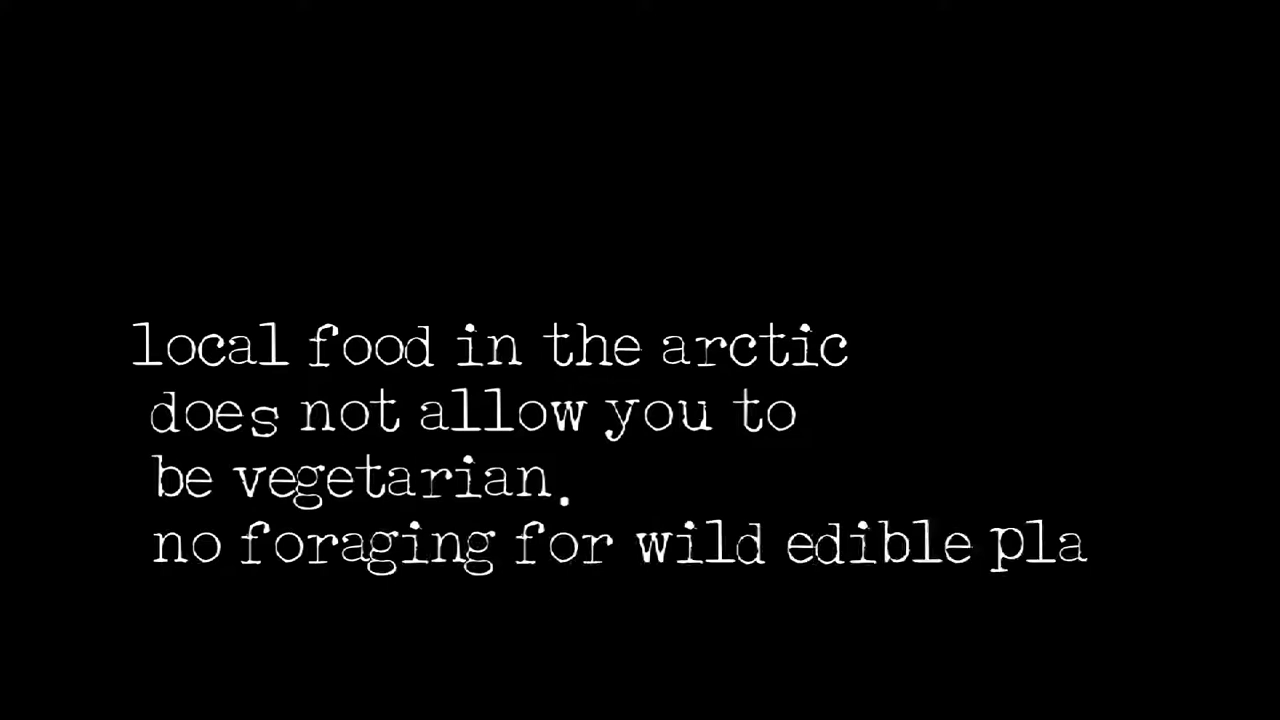 local food in the arctic
does not allow you to
be vegetarian.
no foraging for wild edible pla